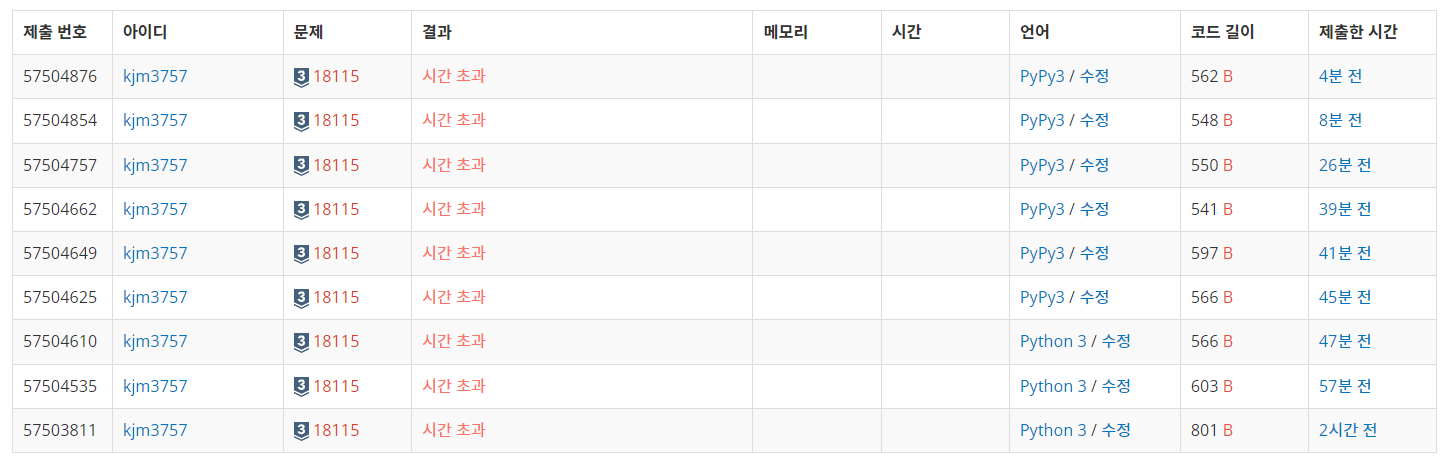 제출 번호 아이디 문제 결과 메모리 시간 언어 코드 길이 제출한 시간
57504876 kjm3757 3 18115 시간 초과 PyPy3 / 수정 562 B 4분 전
57504854 kjm3757 3 18115 시간 초과 PyPy3 / 수정 548 B 8분 전
57504757 kjm3757 3 18115 시간 초과 PyPy3 / 수정 550 B 26분 전
57504662 kjm3757 3 18115 시간 초과 PyPy3 / 수정 541 B 39분 전
57504649 kjm3757 3 18115 시간 초과 PyPy3 / 수정 597 B 41분 전
57504625 kjm3757 3 18115 시간 초과 PyPy3 / 수정 566 B 45분 전
57504610 kjm3757 3 18115 시간 초과 Python 3 / 수정 566 B 47분 전
57504535 kjm3757 3 18115 시간 초과 Python 3 / 수정 603 B 57분 전
57503811 kjm3757 3 18115 시간 초과 Python 3 / 수정 801 B 2시간 전